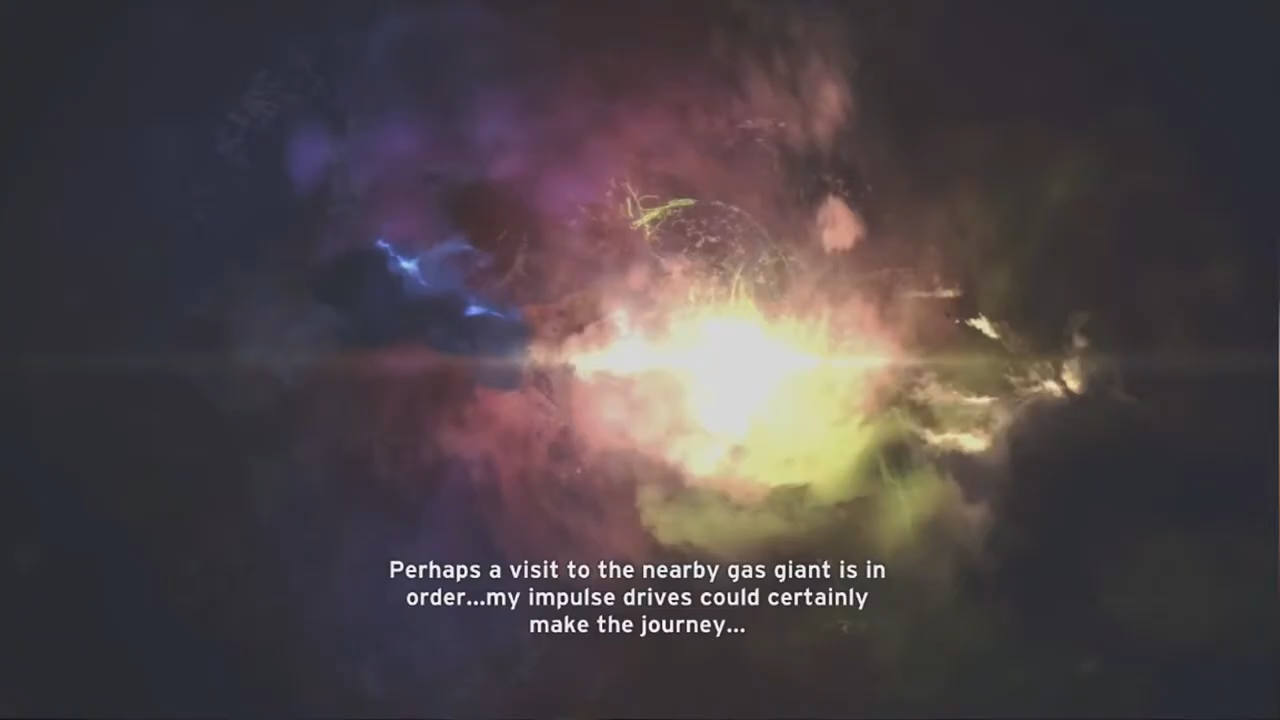 Perhaps a visit to the nearby gas giant is in
order...my impulse drives could certainly
make the journey...